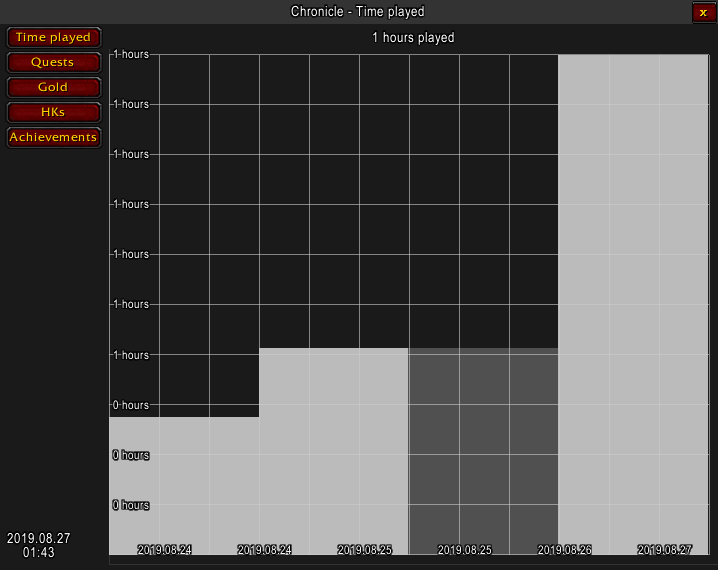 Chronicle - Time played
x
Time played
Quests
Gold
HKs
Achievements
1 hours played
1 hours
1 hours
1 hours
1 hours
1 hours
1 hours
1 hours
0 hours
0 hours
0 hours
2019.08.27
01:43
2019.08.24
2019.08.24
2019.08.25
2019.08.25
2019.08.26
2019.08.27